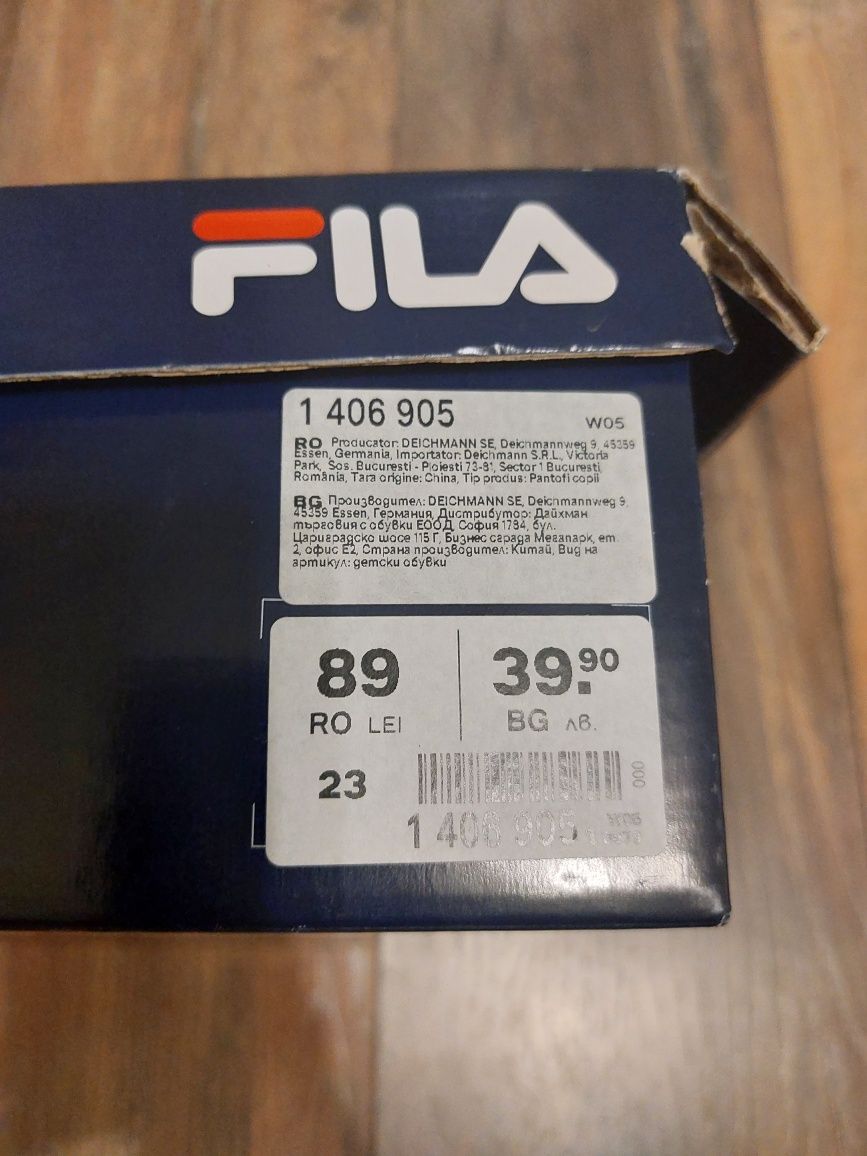 FILA
1 406 905
W05
RO Producator: DEICHMANN SE, Deichmannweg 9, 45359
Essen, Germania, Importator: Deichmann S.R.L., Victoria
Park, Sos. Bucuresti - Ploiesti 73-81, Sector 1 Bucuresti,
România, Tara origine: China, Tip produs: Pantofi copii
BG Производител: DEICHMANN SE, Deichmannweg 9,
45359 Essen, Германия, Дистрибутор: Дайхман
търговия с обувки ЕООД, София 1784, бул.
Цариградско шосе 115 Г, Бизнес сграда Мегапарк, ет.
2, офис Е2, Страна производител: Китай, Вид на
артикул: детски обувки
89
RO LEI
39.90
BG лв.
23
000
1 406 905